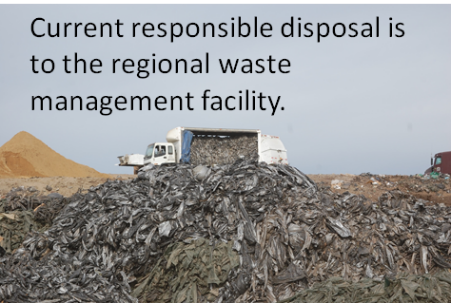 Current responsible disposal is
to the regional waste
management facility.